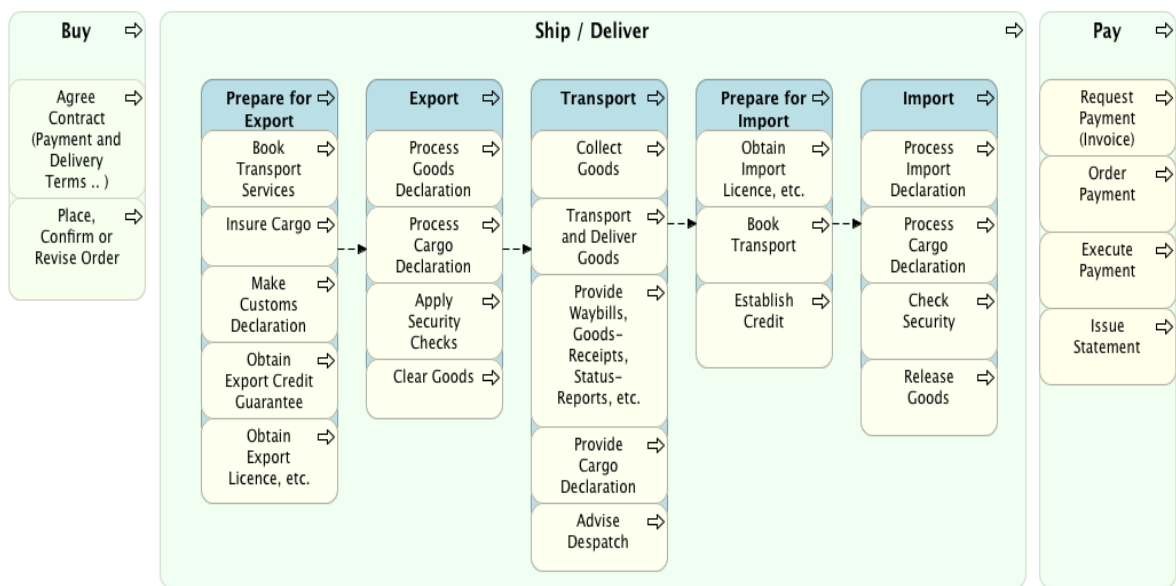 Buy
Agree
Contract
(Payment and
Delivery
Terms .. )
Place,
Confirm or
Revise Order
Ship / Deliver
Prepare for
Export
Book
Transport
Services
Insure Cargo
Make
Customs
Declaration
Obtain
Export Credit
Guarantee
Obtain
Export
Licence, etc.
Export
Process
Goods
Declaration
Process
Cargo
Declaration
Apply
Security
Checks
Clear Goods
Transport
Collect
Goods
Transport
and Deliver
Goods
Provide
Waybills,
Goods-
Receipts,
Status-
Reports, etc.
Provide
Cargo
Declaration
Advise
Despatch
Prepare for
Import
Obtain
Import
Licence, etc.
Book
Transport
Establish
Credit
Import
Process
Import
Declaration
Process
Cargo
Declaration
Check
Security
Release
Goods
Pay
Request
Payment
(Invoice)
Order
Payment
Execute
Payment
Issue
Statement